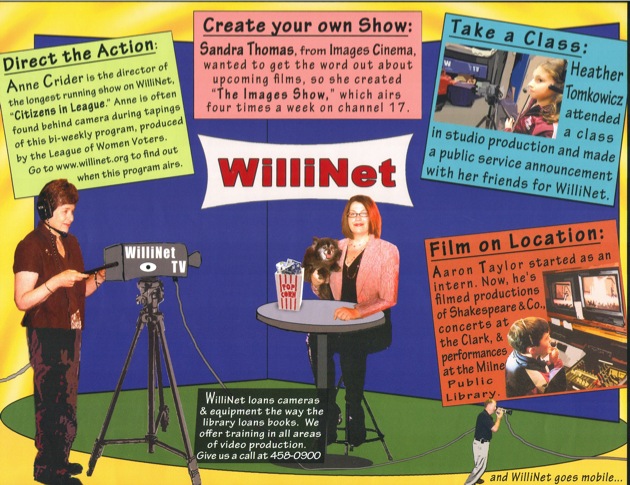 Direct the Action:
Anne Crider is the director of
the longest running show on WilliNet,
"Citizens in League." Anne is often
found behind camera during tapings
of this bi-weekly program, produced
by the League of Women Voters.
Go to www.willinet.org to find out
when this program airs.
Create your own Show:
Sandra Thomas, from Images Cinema,
wanted to get the word out about
upcoming films, so she created
"The Images Show," which airs
four times a week on channel 17.
Take a Class:
Heather
Tomkowicz
attended
a class
in studio production and made
a public service announcement
with her friends for WilliNet.
WilliNet
WilliNet
TV
POP
CORN
Film on Location:
Aaron Taylor started as an
intern. Now, he's
filmed productions
of Shakespeare & Co.,
concerts at
the Clark, &
performances
at the Milne
Public
Library.
WilliNet loans cameras
& equipment the way the
library loans books. We
offer training in all areas
of video production.
Give us a call at 458-0900
and WilliNet goes mobile...